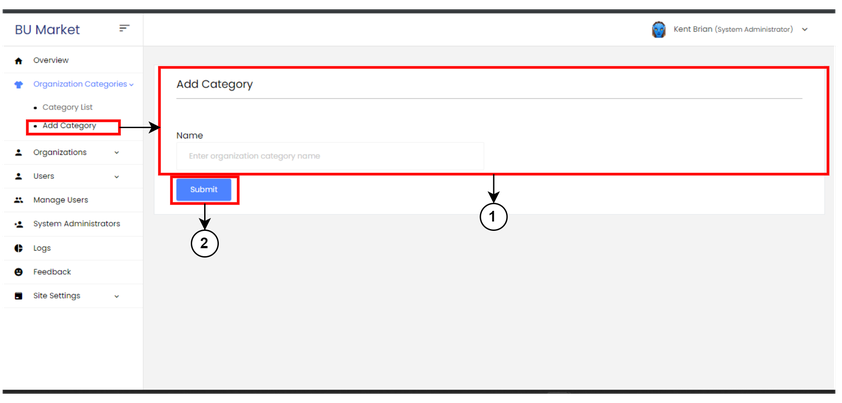 BU Market
Kent Brian (System Administrator)
Overview
Organization Categories
Category List
Add Category
Organizations
Users
Manage Users
System Administrators
Logs
Feedback
Site Settings
Add Category
Name
Enter organization category name
Submit
1
2